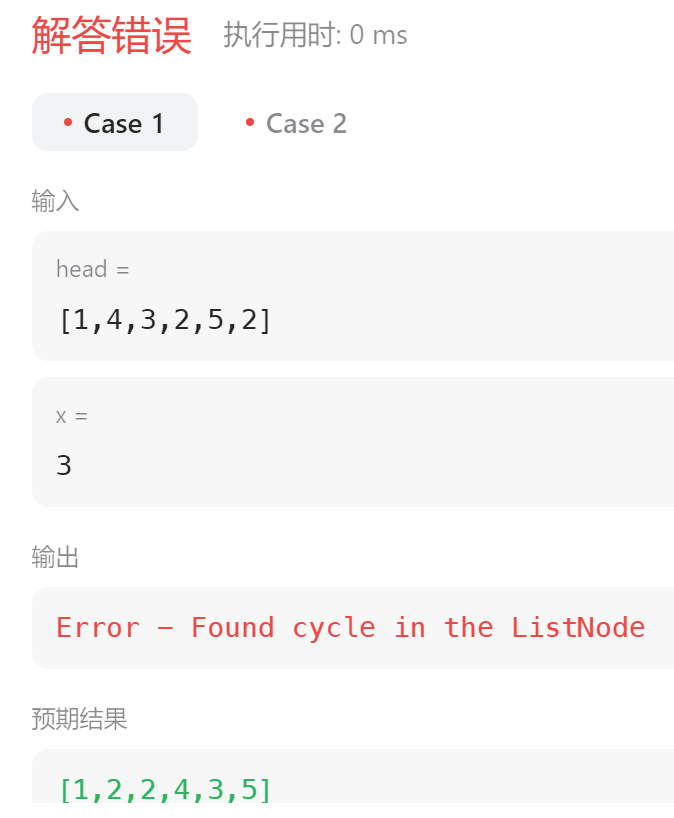 解答错误 执行用时: 0 ms
Case 1 Case 2
输入
head =
[1,4,3,2,5,2]
x =
3
输出
Error - Found cycle in the ListNode
预期结果
[1,2,2,4,3,5]